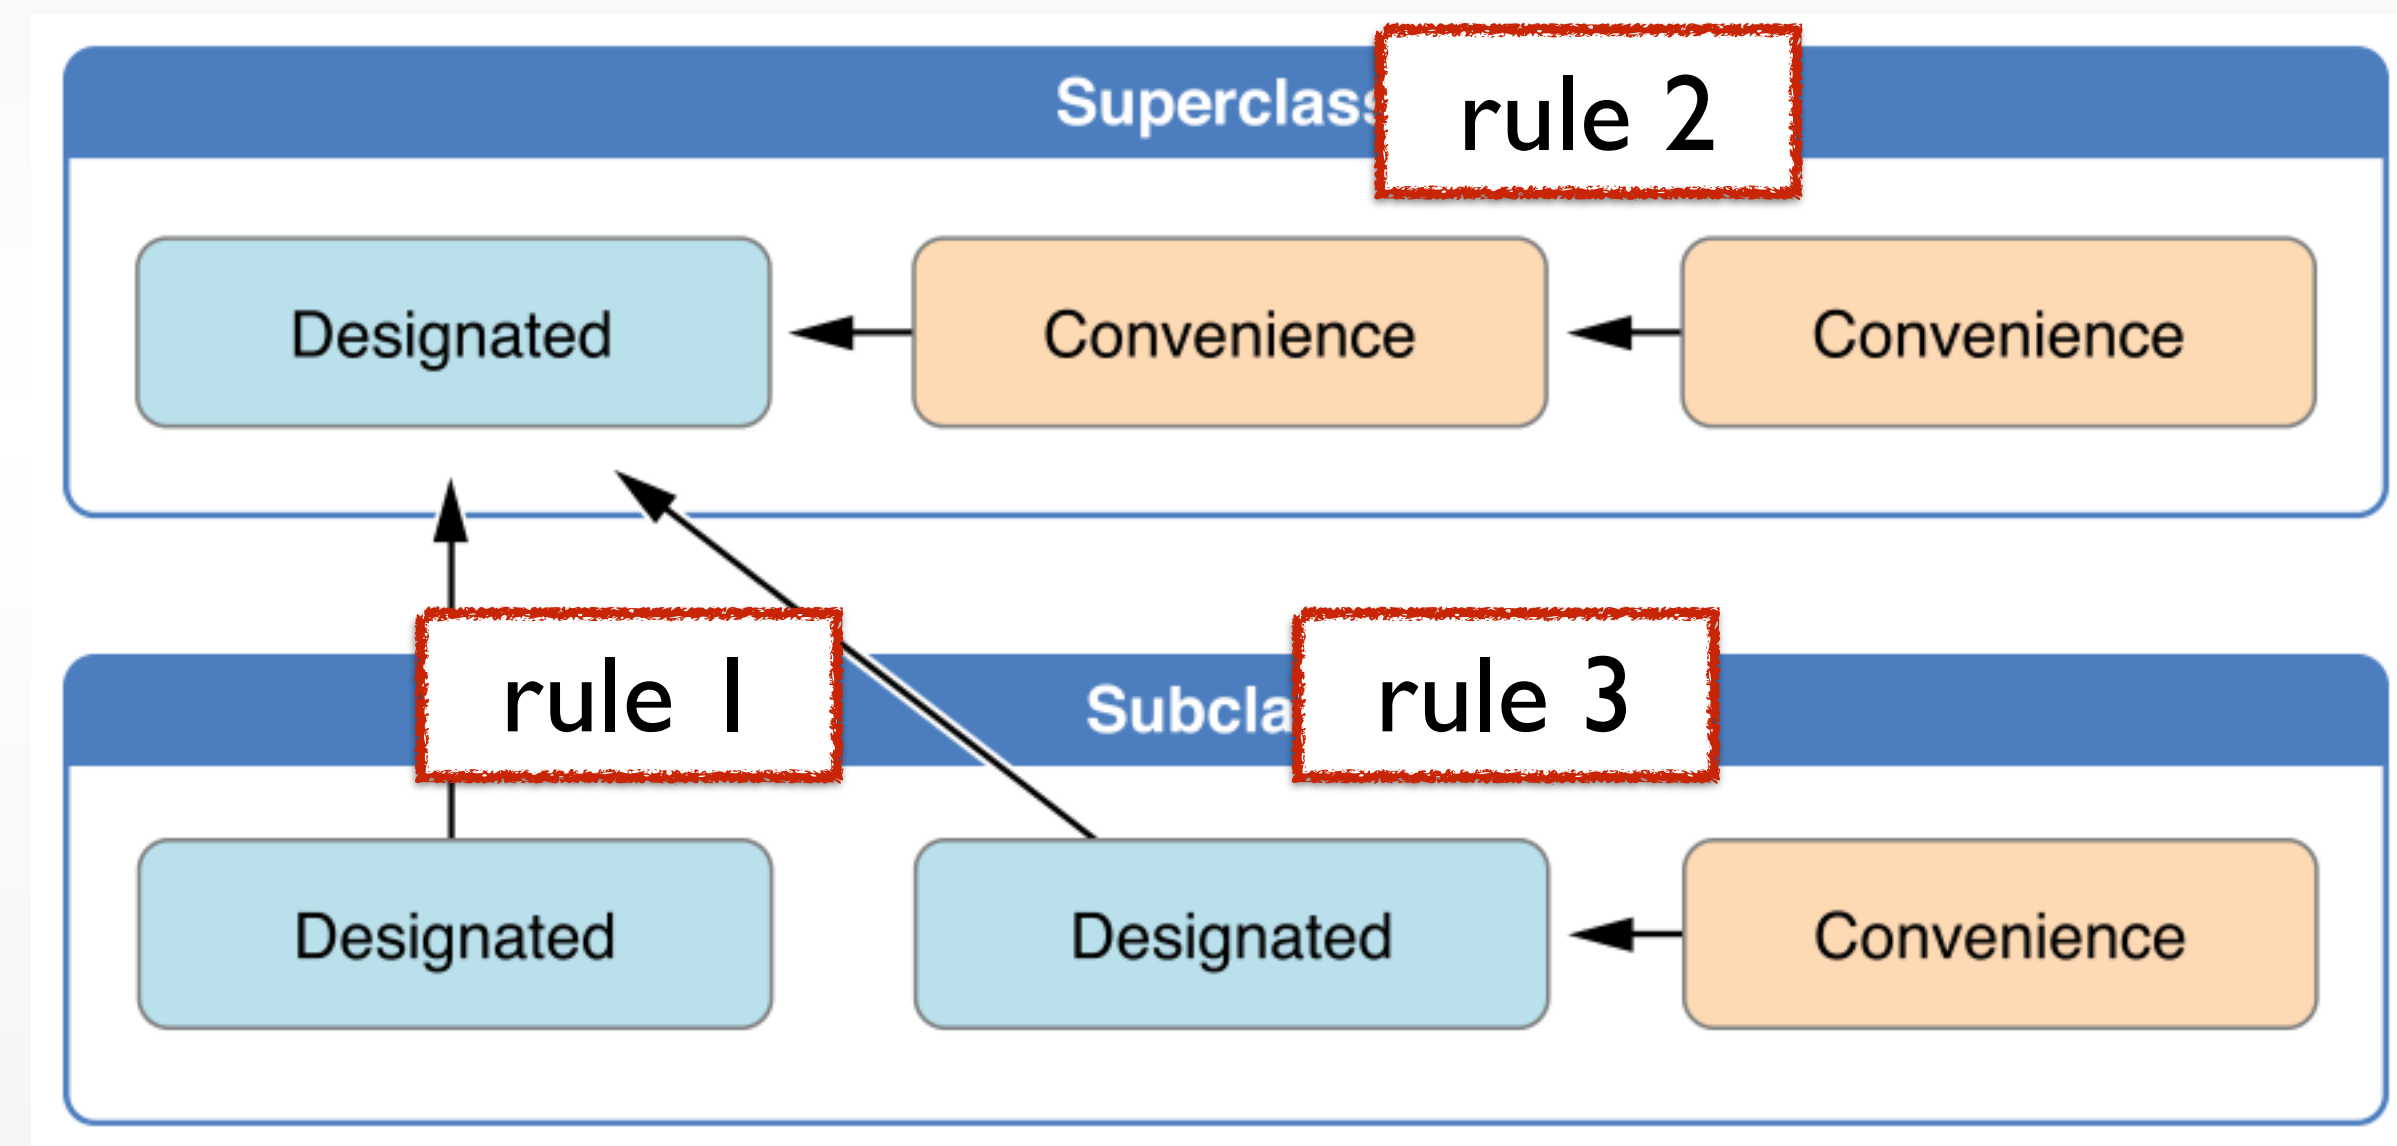 Superclass
rule 2
Designated
Convenience
Convenience
rule 1
Subcla
rule 3
Designated
Designated
Convenience